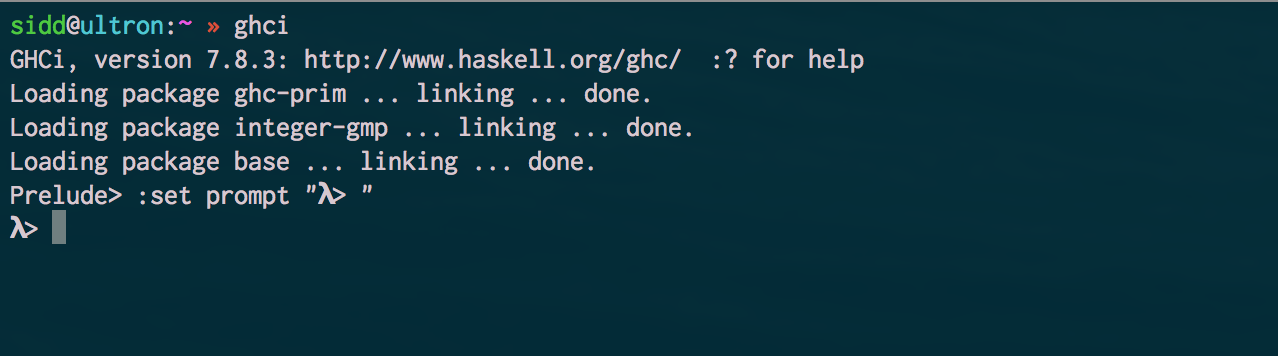 sidd@ultron:~ » ghci
GHCi, version 7.8.3: http://www.haskell.org/ghc/  :? for help
Loading package ghc-prim ... linking ... done.
Loading package integer-gmp ... linking ... done.
Loading package base ... linking ... done.
Prelude> :set prompt "λ> "
λ>